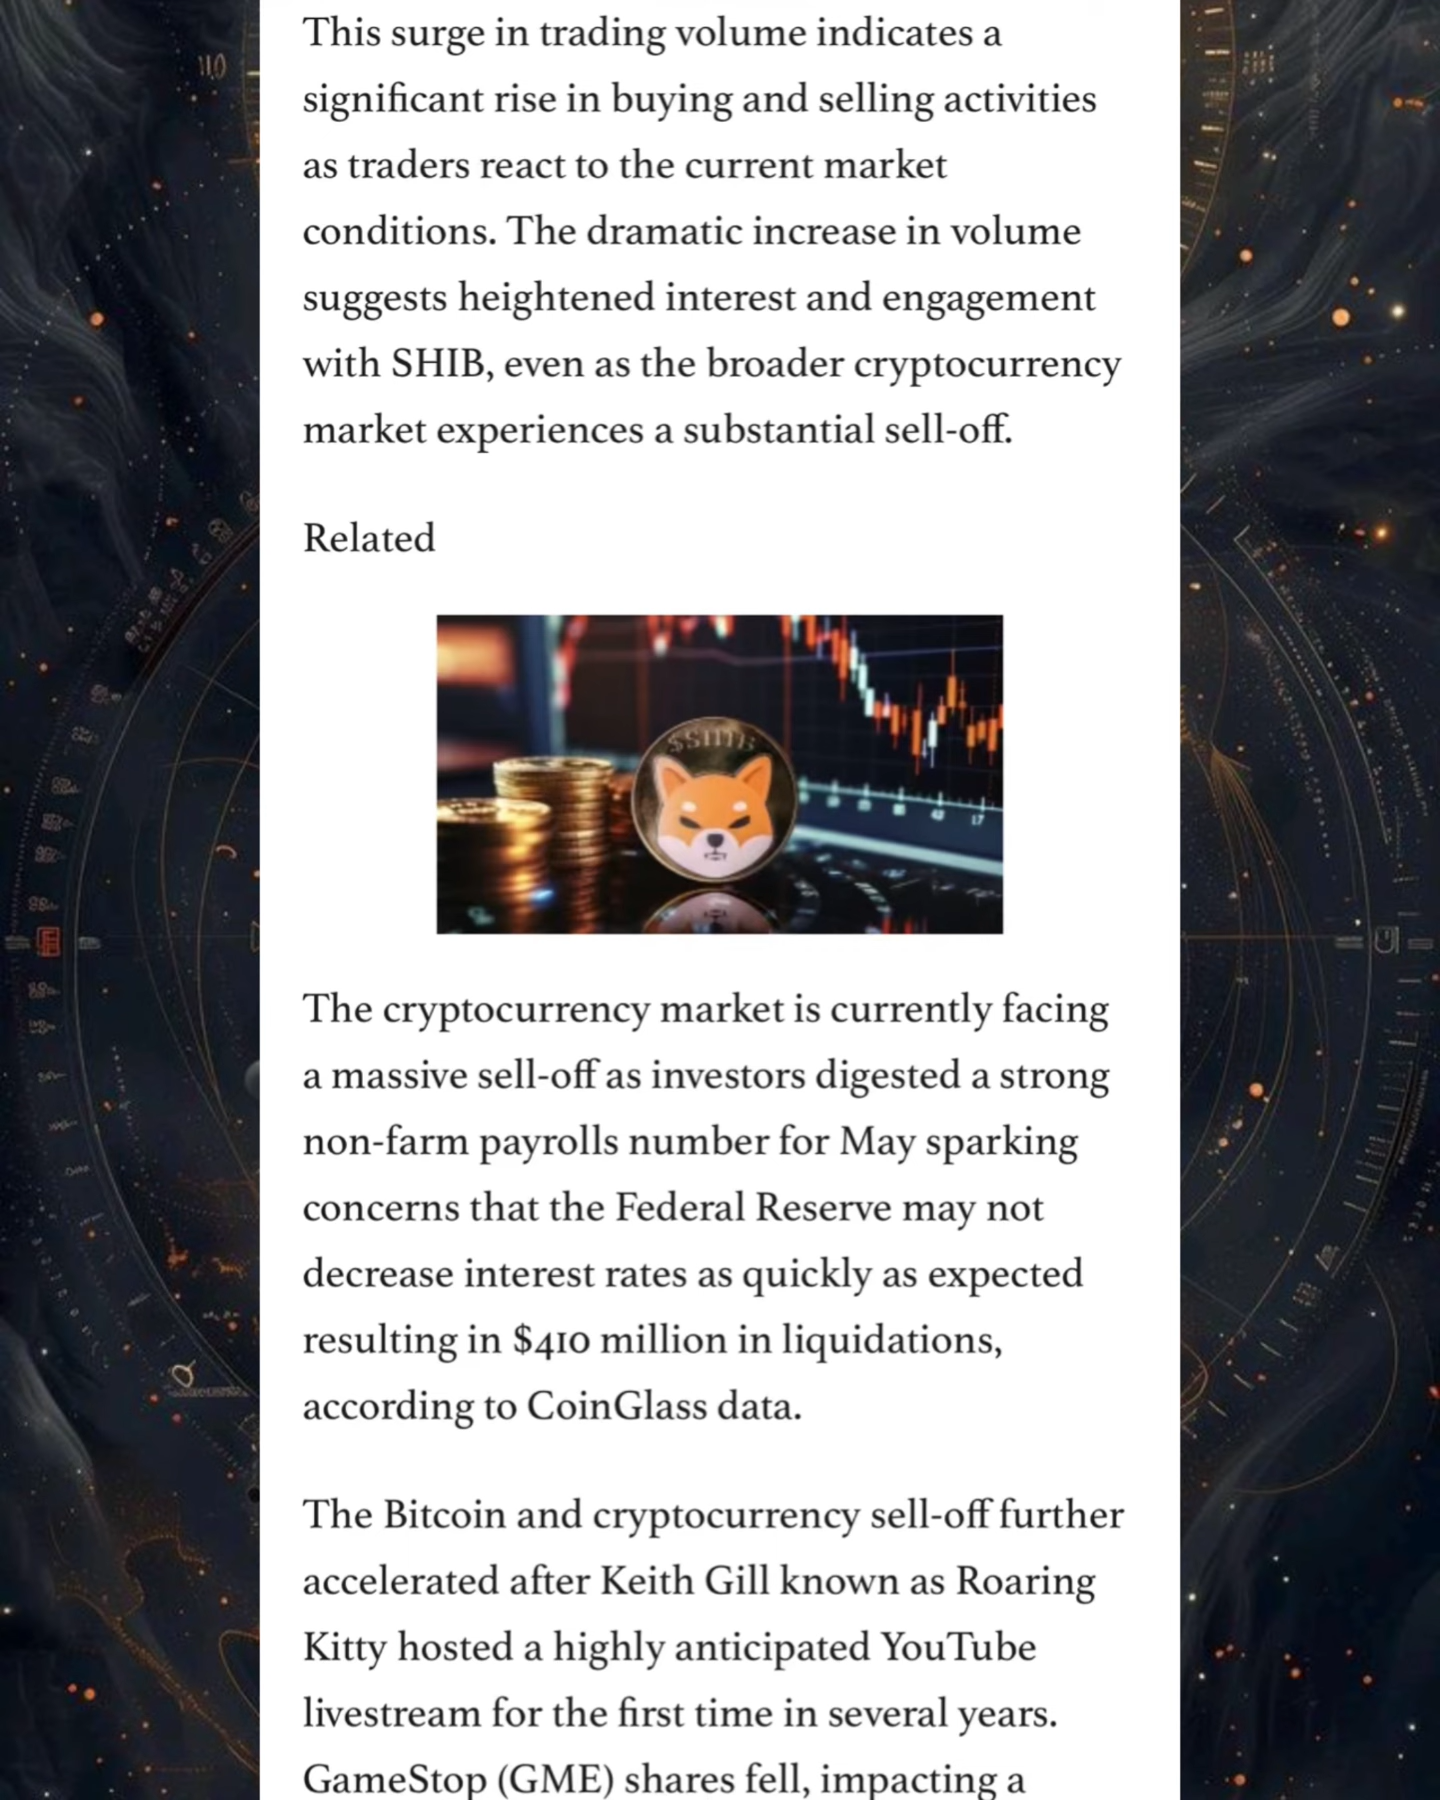 This surge in trading volume indicates a
significant rise in buying and selling activities
as traders react to the current market
conditions. The dramatic increase in volume
suggests heightened interest and engagement
with SHIB, even as the broader cryptocurrency
market experiences a substantial sell-off.
Related
$SHIB
The cryptocurrency market is currently facing
a massive sell-off as investors digested a strong
non-farm payrolls number for May sparking
concerns that the Federal Reserve may not
decrease interest rates as quickly as expected
resulting in $410 million in liquidations,
according to CoinGlass data.
The Bitcoin and cryptocurrency sell-off further
accelerated after Keith Gill known as Roaring
Kitty hosted a highly anticipated YouTube
livestream for the first time in several years.
GameStop (GME) shares fell, impacting a